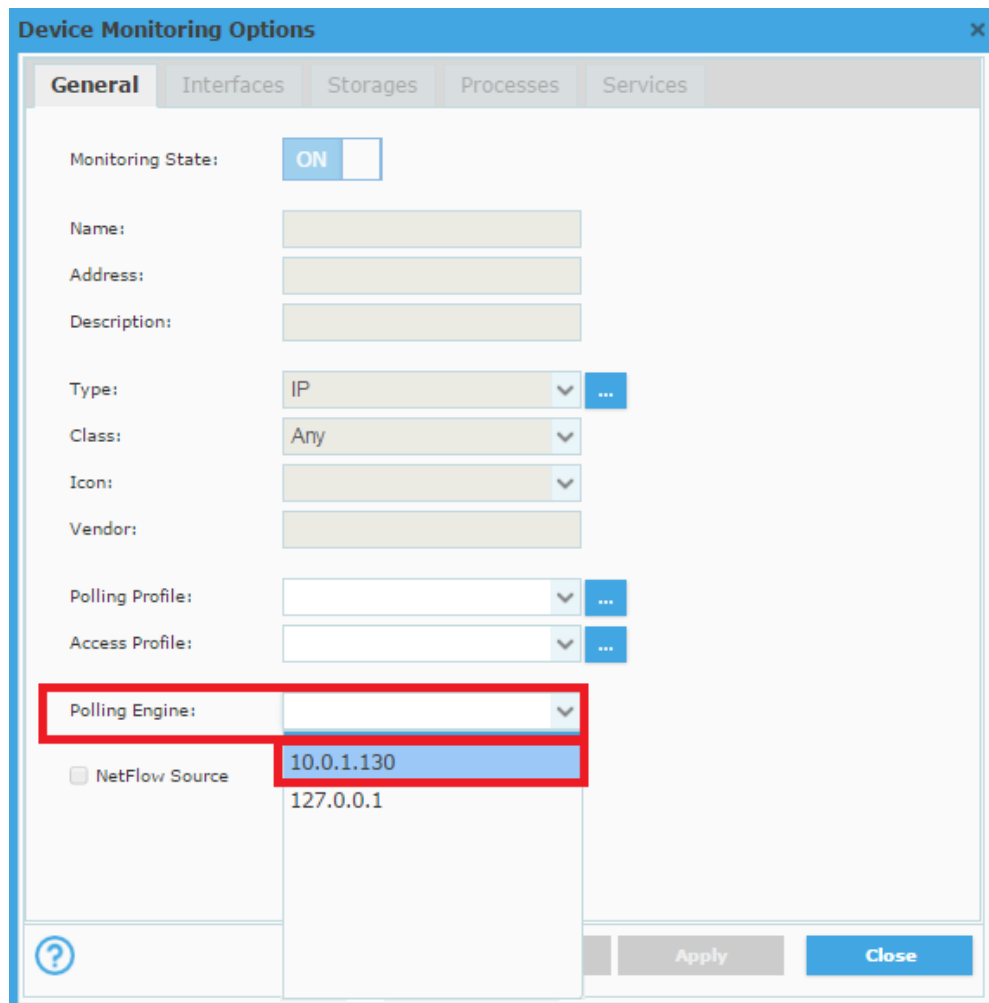 Device Monitoring Options ×
General Interfaces Storages Processes Services
Monitoring State: ON
Name:
Address:
Description:
Type: IP ...
Class: Any
Icon:
Vendor:
Polling Profile: ...
Access Profile: ...
Polling Engine:
10.0.1.130
NetFlow Source
127.0.0.1
? Apply Close